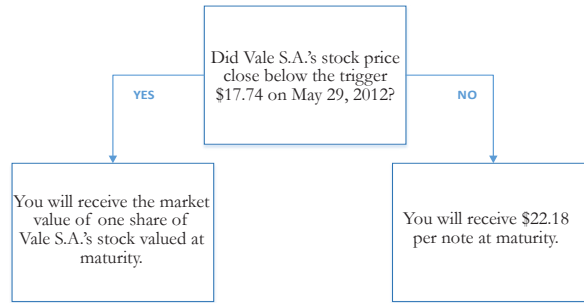 Did Vale S.A.'s stock price
close below the trigger
$17.74 on May 29, 2012?
YES
NO
You will receive the market
value of one share of
Vale S.A.'s stock valued at
maturity.
You will receive $22.18
per note at maturity.